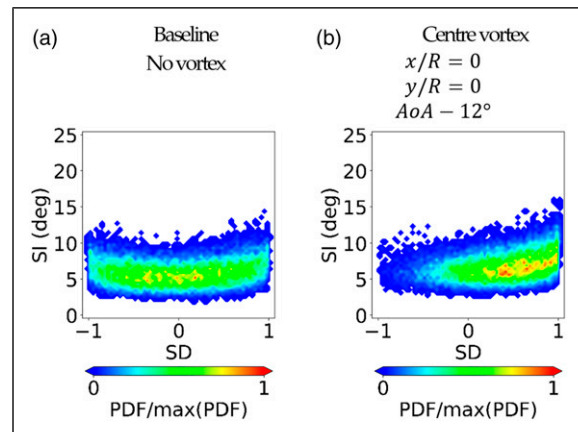 (a)
Baseline
No vortex
SI (deg)
25
20
15
10
5
0
−1 0 1
SD
0 1
PDF/max(PDF)
(b)
Centre vortex
x/R = 0
y/R = 0
AoA − 12°
SI (deg)
25
20
15
10
5
0
−1 0 1
SD
0 1
PDF/max(PDF)